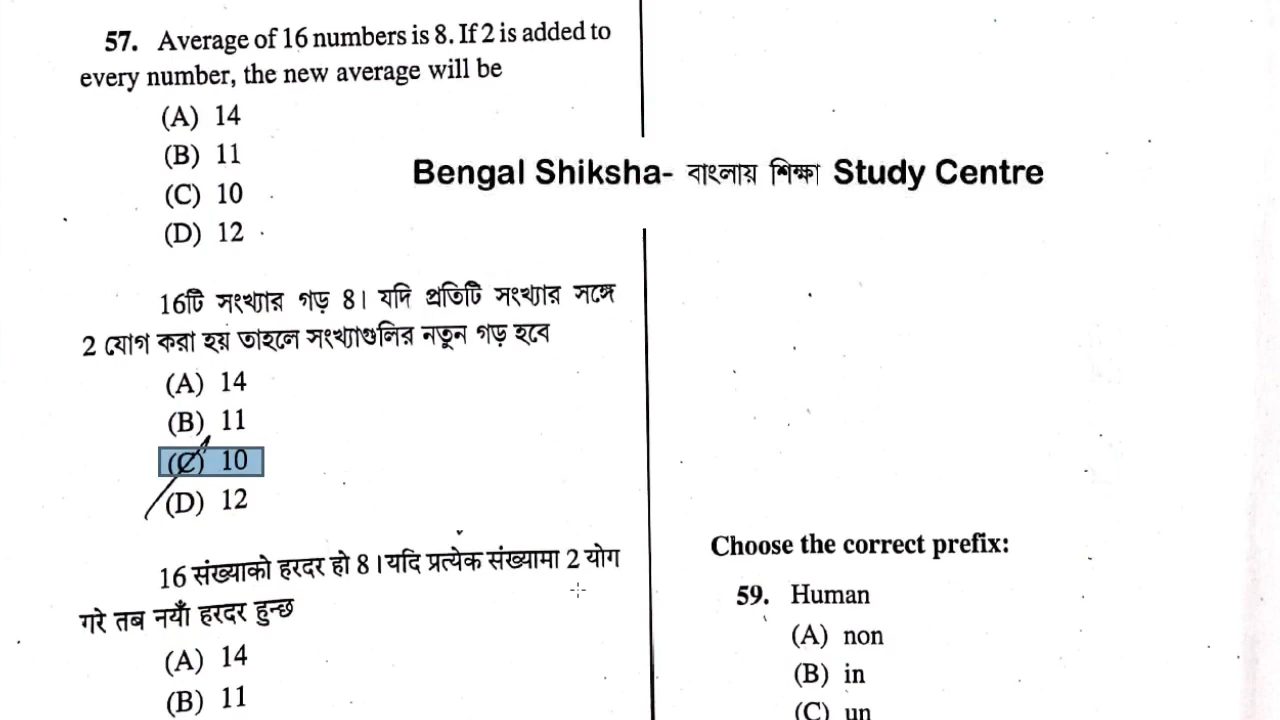 57. Average of 16 numbers is 8. If 2 is added to
every number, the new average will be
(A) 14
(B) 11
(C) 10
(D) 12
Bengal Shiksha- বাংলায় শিক্ষা Study Centre
16টি সংখ্যার গড় 8। যদি প্রতিটি সংখ্যার সঙ্গে
2 যোগ করা হয় তাহলে সংখ্যাগুলির নতুন গড় হবে
(A) 14
(B) 11
(C) 10
(D) 12
16 संख्याको हरदर हो 8।यदि प्रत्येक संख्यामा 2 योग
गरे तब नयाँ हरदर हुन्छ
(A) 14
(B) 11
Choose the correct prefix:
59. Human
(A) non
(B) in
(C) un